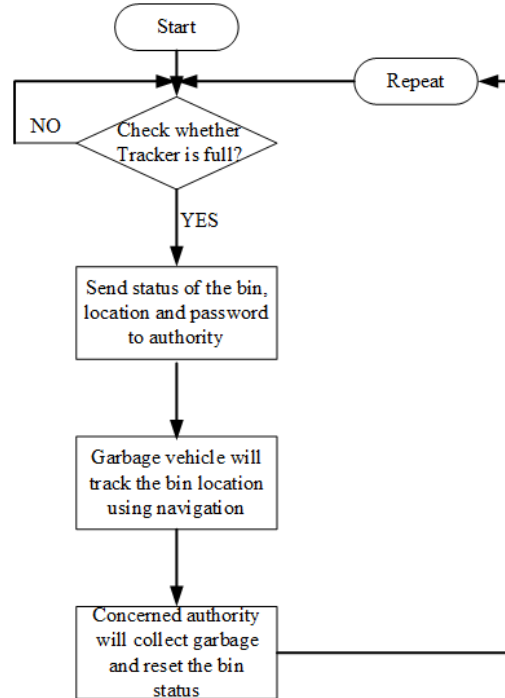 Start
Repeat
Check whether
Tracker is full?
NO
YES
Send status of the bin,
location and password
to authority
Garbage vehicle will
track the bin location
using navigation
Concerned authority
will collect garbage
and reset the bin
status